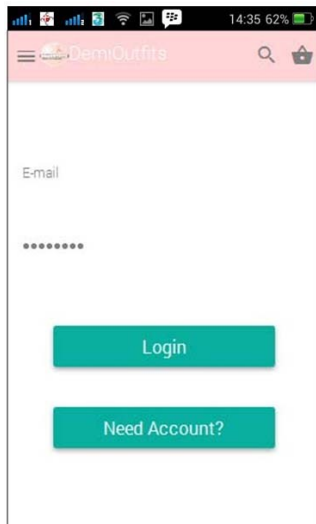 14:35 62%
DemiOutfits
E-mail
••••••••
Login
Need Account?